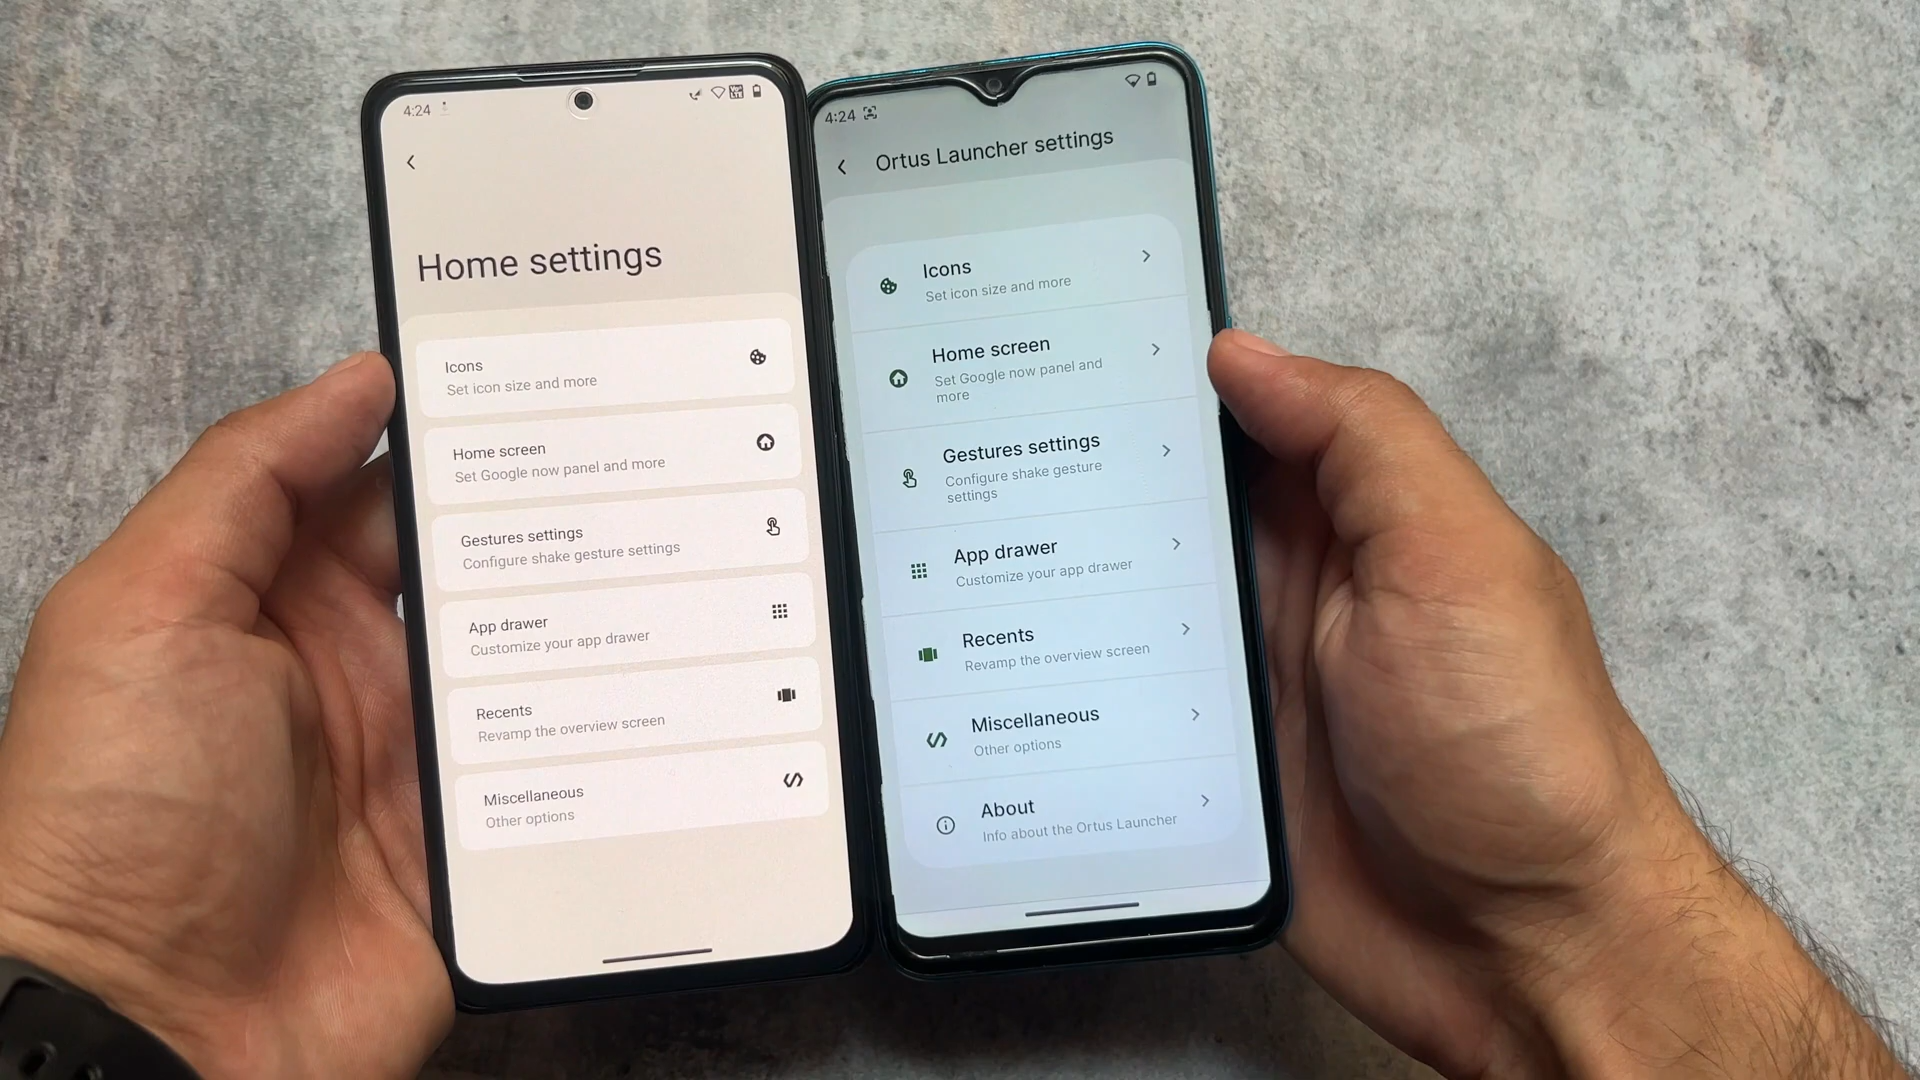 4:24
Vo
LTE
Home settings
Icons
Set icon size and more
Home screen
Set Google now panel and more
Gestures settings
Configure shake gesture settings
App drawer
Customize your app drawer
Recents
Revamp the overview screen
Miscellaneous
Other options
4:24
Ortus Launcher settings
Icons
Set icon size and more
Home screen
Set Google now panel and
more
Gestures settings
Configure shake gesture
settings
App drawer
Customize your app drawer
Recents
Revamp the overview screen
Miscellaneous
Other options
About
Info about the Ortus Launcher